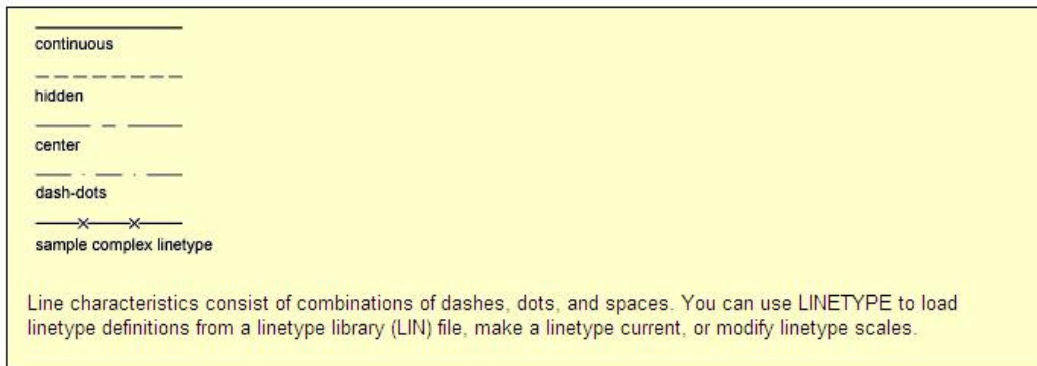 continuous
hidden
center
dash-dots
sample complex linetype
Line characteristics consist of combinations of dashes, dots, and spaces. You can use LINETYPE to load
linetype definitions from a linetype library (LIN) file, make a linetype current, or modify linetype scales.